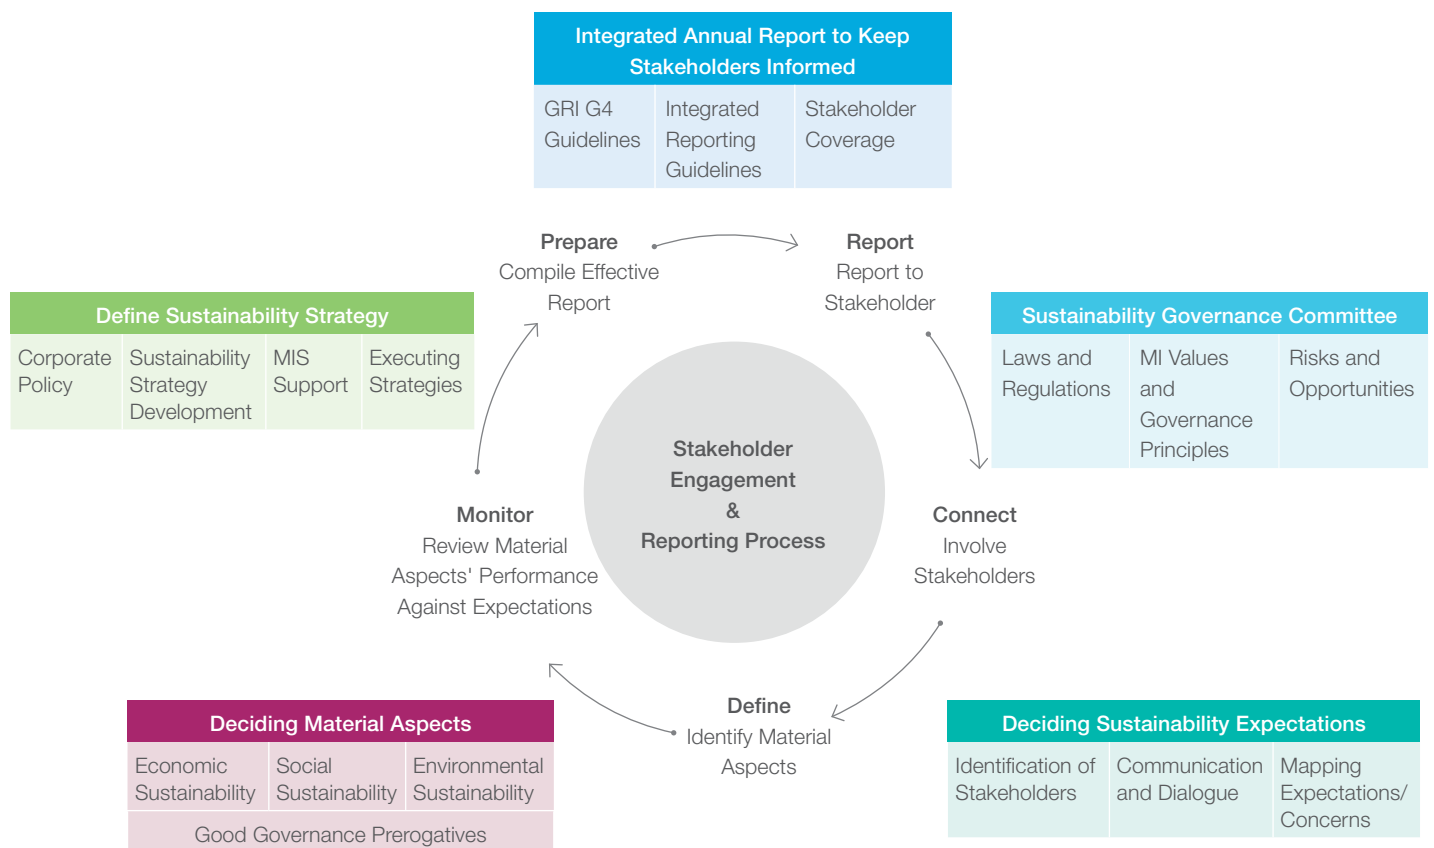 Integrated Annual Report to Keep
Stakeholders Informed
GRI G4
Guidelines
Integrated
Reporting
Guidelines
Stakeholder
Coverage
Prepare
Compile Effective
Report
Report
Report to
Stakeholder
Define Sustainability Strategy
Corporate
Policy
Sustainability
Strategy
Development
MIS
Support
Executing
Strategies
Sustainability Governance Committee
Laws and
Regulations
MI Values
and
Governance
Principles
Risks and
Opportunities
Stakeholder
Engagement
&
Reporting Process
Monitor
Review Material
Aspects' Performance
Against Expectations
Connect
Involve
Stakeholders
Define
Identify Material
Aspects
Deciding Material Aspects
Economic
Sustainability
Social
Sustainability
Environmental
Sustainability
Good Governance Prerogatives
Deciding Sustainability Expectations
Identification of
Stakeholders
Communication
and Dialogue
Mapping
Expectations/
Concerns